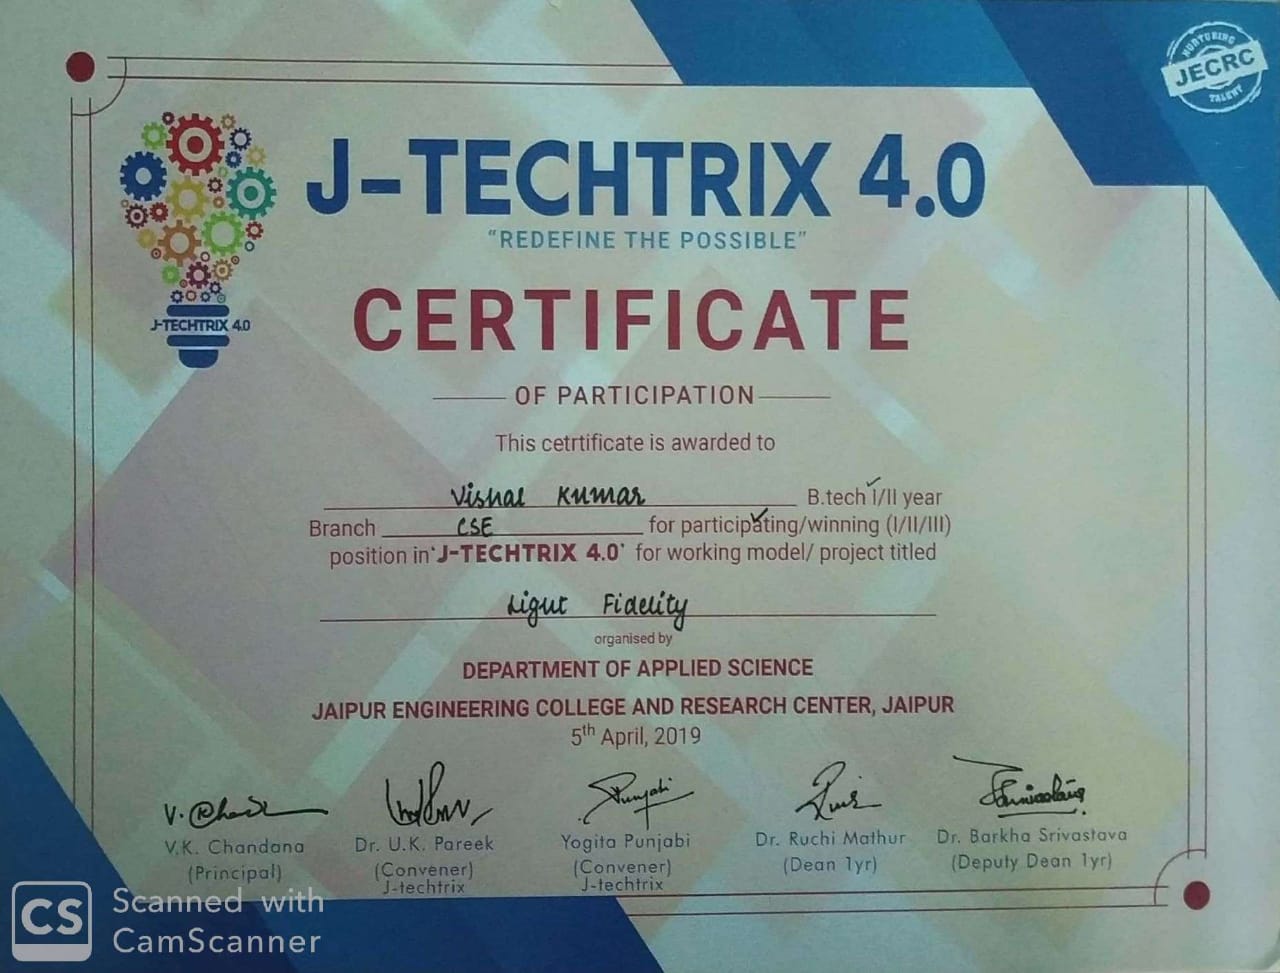 NURTURING
JECRC
TALENT
J-TECHTRIX 4.0
"REDEFINE THE POSSIBLE"
J-TECHTRIX 4.0
CERTIFICATE
OF PARTICIPATION
This cetrtificate is awarded to
Vishal Kumar B.tech I/II year
Branch CSE for participating/winning (I/II/III)
position in 'J-TECHTRIX 4.0' for working model/ project titled
Light Fidelity
organised by
DEPARTMENT OF APPLIED SCIENCE
JAIPUR ENGINEERING COLLEGE AND RESEARCH CENTER, JAIPUR
5th April, 2019
V.K. Chandana
(Principal)
Dr. U.K. Pareek
(Convener)
J-techtrix
Yogita Punjabi
(Convener)
J-techtrix
Dr. Ruchi Mathur
(Dean 1yr)
Dr. Barkha Srivastava
(Deputy Dean 1yr)
CS
Scanned with
CamScanner